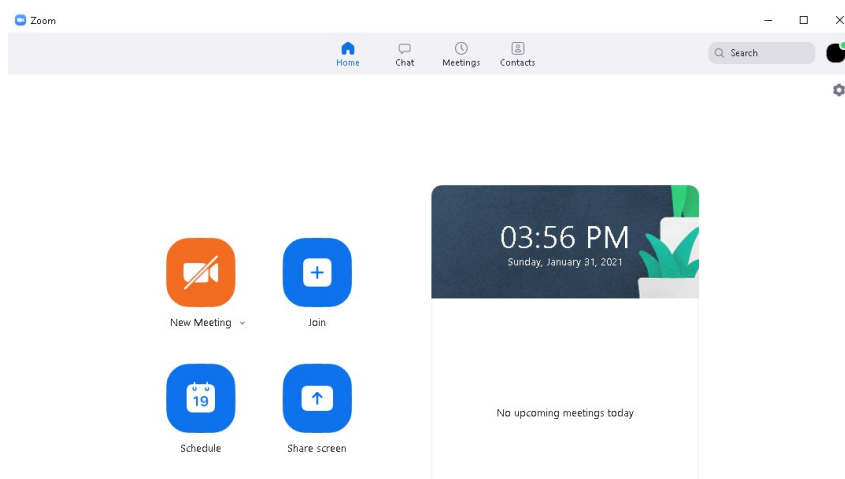 Zoom
Home Chat Meetings Contacts
Search
03:56 PM
Sunday, January 31, 2021
New Meeting
Join
19
Schedule
Share screen
No upcoming meetings today